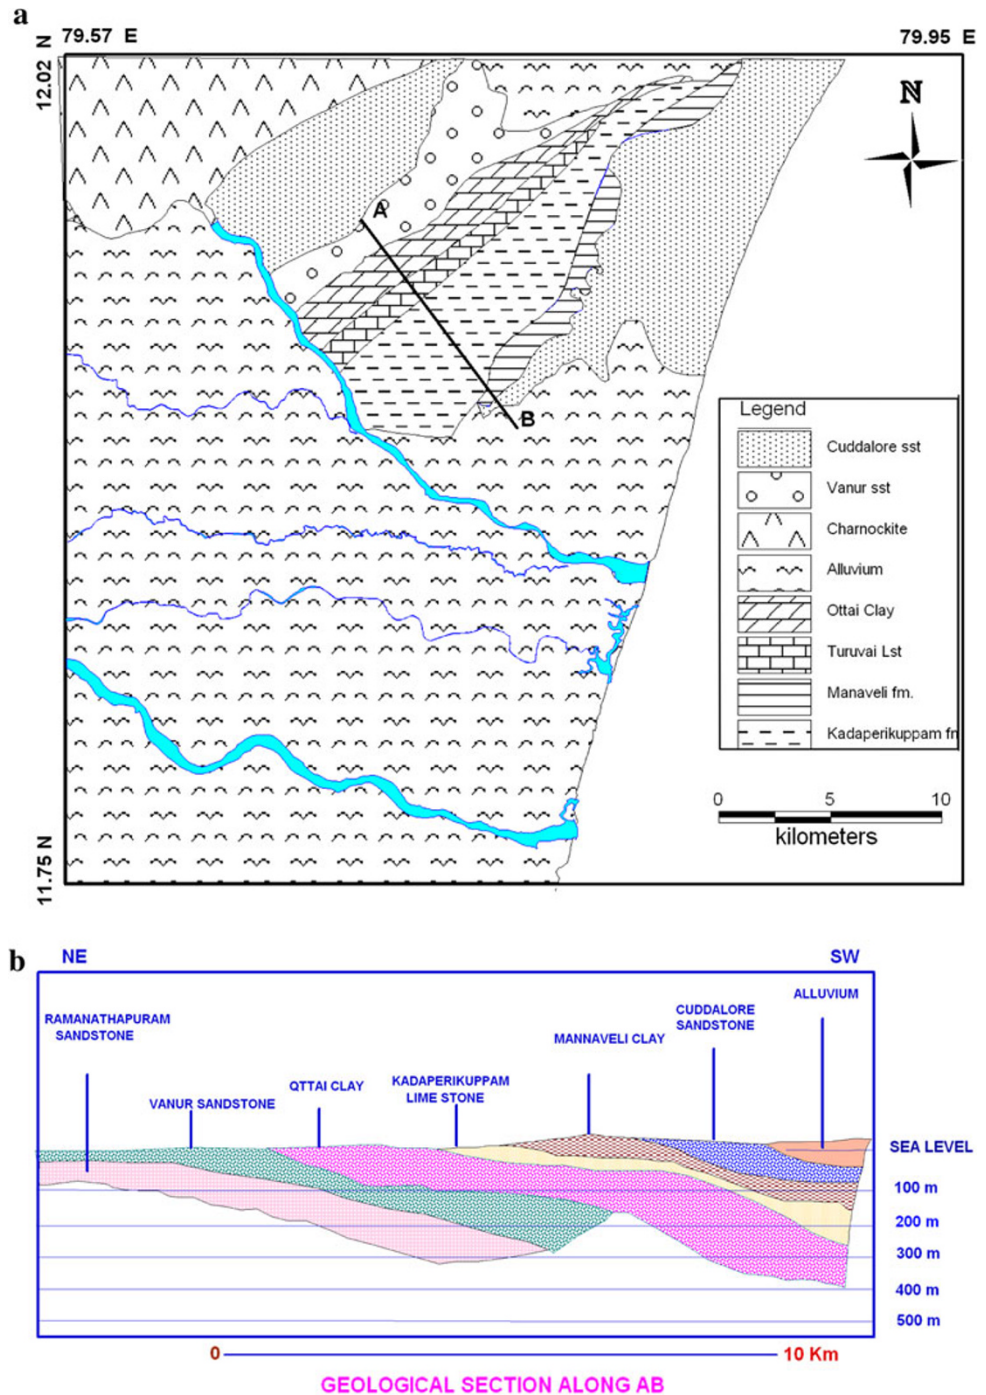 a
79.57 E
79.95 E
12.02 N
N
A
B
Legend
Cuddalore sst
Vanur sst
Charnockite
Alluvium
Ottai Clay
Turuvai Lst
Manaveli fm.
Kadaperikuppam fn
0 5 10
kilometers
11.75 N
b
NE
SW
ALLUVIUM
RAMANATHAPURAM
SANDSTONE
CUDDALORE
SANDSTONE
MANNAVELI CLAY
VANUR SANDSTONE
QTTAI CLAY
KADAPERIKUPPAM
LIME STONE
SEA LEVEL
100 m
200 m
300 m
400 m
500 m
0 10 Km
GEOLOGICAL SECTION ALONG AB